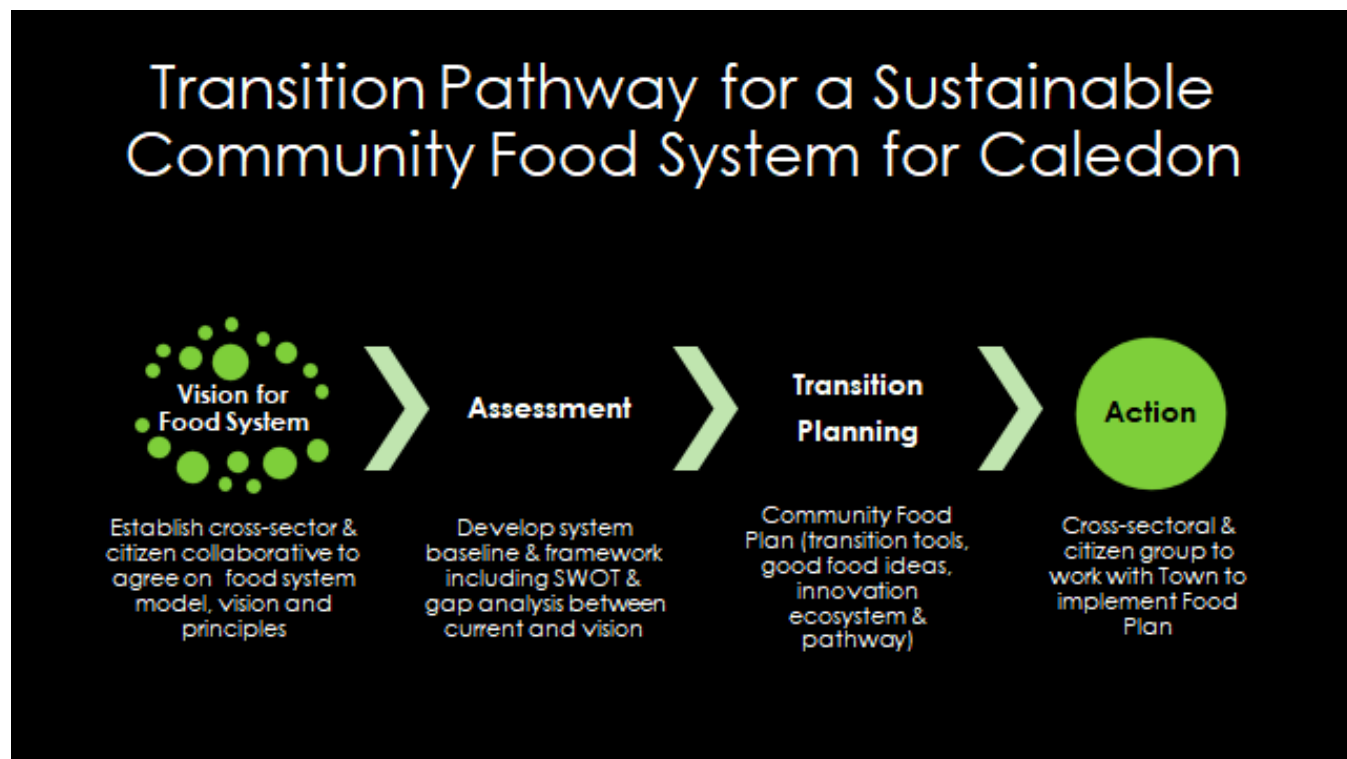 Transition Pathway for a Sustainable
Community Food System for Caledon
Vision for
Food System
Assessment
Transition
Planning
Action
Establish cross-sector &
citizen collaborative to
agree on food system
model, vision and
principles
Develop system
baseline & framework
including SWOT &
gap analysis between
current and vision
Community Food
Plan (transition tools,
good food ideas,
innovation
ecosystem &
pathway)
Cross-sectoral &
citizen group to
work with Town to
implement Food
Plan